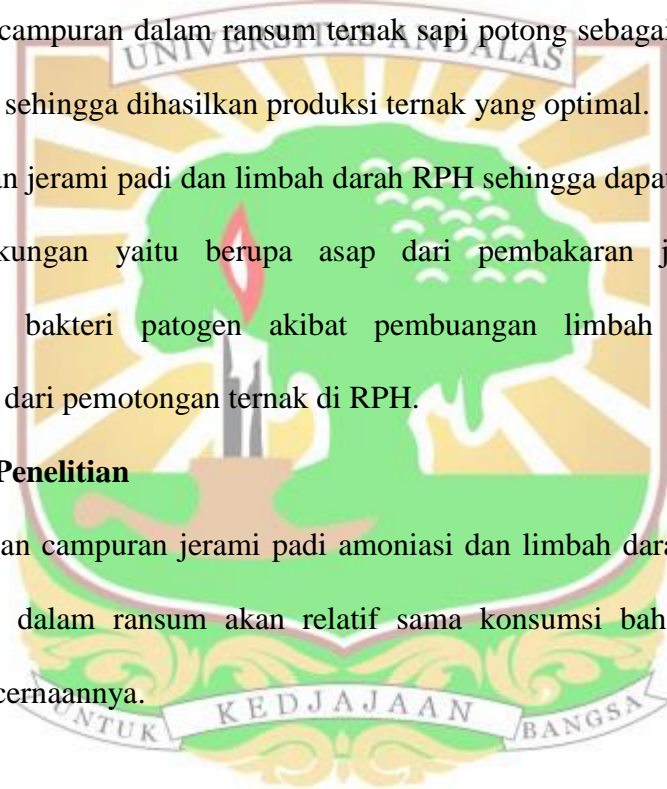 campuran dalam ransum ternak sapi potong sebagai
UNIVERSITAS ANDALAS
sehingga dihasilkan produksi ternak yang optimal.
an jerami padi dan limbah darah RPH sehingga dapat
kungan yaitu berupa asap dari pembakaran j
bakteri patogen akibat pembuangan limbah
dari pemotongan ternak di RPH.
Penelitian
an campuran jerami padi amoniasi dan limbah dara
dalam ransum akan relatif sama konsumsi bah
cernaannya.
UNTUK KEDJAJAAN BANGSA